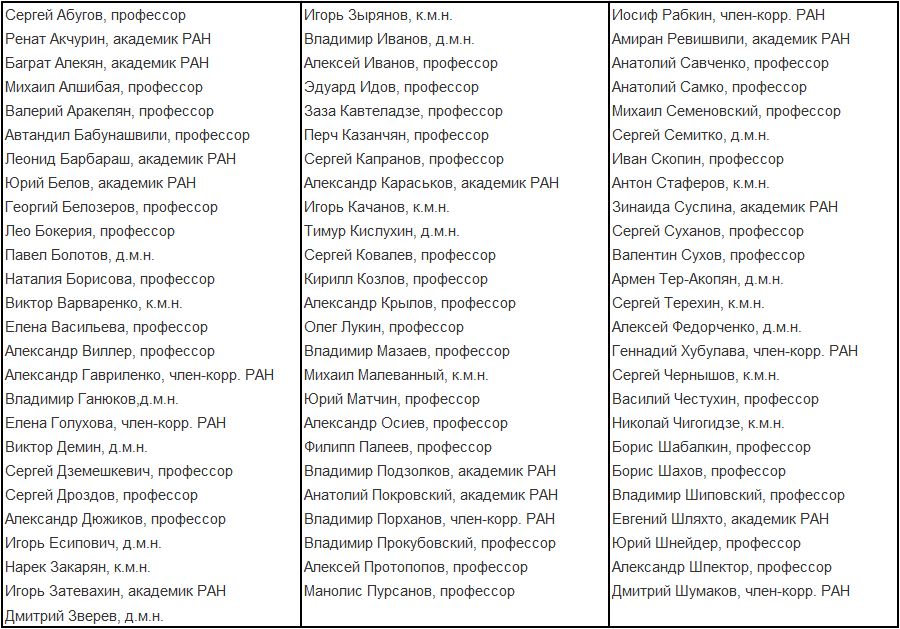 Сергей Абугов, профессор
Ренат Акчурин, академик РАН
Баграт Алекян, академик РАН
Михаил Алшибая, профессор
Валерий Аракелян, профессор
Автандил Бабунашвили, профессор
Леонид Барбараш, академик РАН
Юрий Белов, академик РАН
Георгий Белозеров, профессор
Лео Бокерия, профессор
Павел Болотов, д.м.н.
Наталия Борисова, профессор
Виктор Варваренко, к.м.н.
Елена Васильева, профессор
Александр Виллер, профессор
Александр Гавриленко, член-корр. РАН
Владимир Ганюков,д.м.н.
Елена Голухова, член-корр. РАН
Виктор Демин, д.м.н.
Сергей Дземешкевич, профессор
Сергей Дроздов, профессор
Александр Дюжиков, профессор
Игорь Есипович, д.м.н.
Нарек Закарян, к.м.н.
Игорь Затевахин, академик РАН
Дмитрий Зверев, д.м.н.
Игорь Зырянов, к.м.н.
Владимир Иванов, д.м.н.
Алексей Иванов, профессор
Эдуард Идов, профессор
Заза Кавтеладзе, профессор
Перч Казанчян, профессор
Сергей Капранов, профессор
Александр Караськов, академик РАН
Игорь Качанов, к.м.н.
Тимур Кислухин, д.м.н.
Сергей Ковалев, профессор
Кирилл Козлов, профессор
Александр Крылов, профессор
Олег Лукин, профессор
Владимир Мазаев, профессор
Михаил Малеванный, к.м.н.
Юрий Матчин, профессор
Александр Осиев, профессор
Филипп Палеев, профессор
Владимир Подзолков, академик РАН
Анатолий Покровский, академик РАН
Владимир Порханов, член-корр. РАН
Владимир Прокубовский, профессор
Алексей Протопопов, профессор
Манолис Пурсанов, профессор
Иосиф Рабкин, член-корр. РАН
Амиран Ревишвили, академик РАН
Анатолий Савченко, профессор
Анатолий Самко, профессор
Михаил Семеновский, профессор
Сергей Семитко, д.м.н.
Иван Скопин, профессор
Антон Стаферов, к.м.н.
Зинаида Суслина, академик РАН
Сергей Суханов, профессор
Валентин Сухов, профессор
Армен Тер-Акопян, д.м.н.
Сергей Терехин, к.м.н.
Алексей Федорченко, д.м.н.
Геннадий Хубулава, член-корр. РАН
Сергей Чернышов, к.м.н.
Василий Честухин, профессор
Николай Чигогидзе, к.м.н.
Борис Шабалкин, профессор
Борис Шахов, профессор
Владимир Шиповский, профессор
Евгений Шляхто, академик РАН
Юрий Шнейдер, профессор
Александр Шпектор, профессор
Дмитрий Шумаков, член-корр. РАН